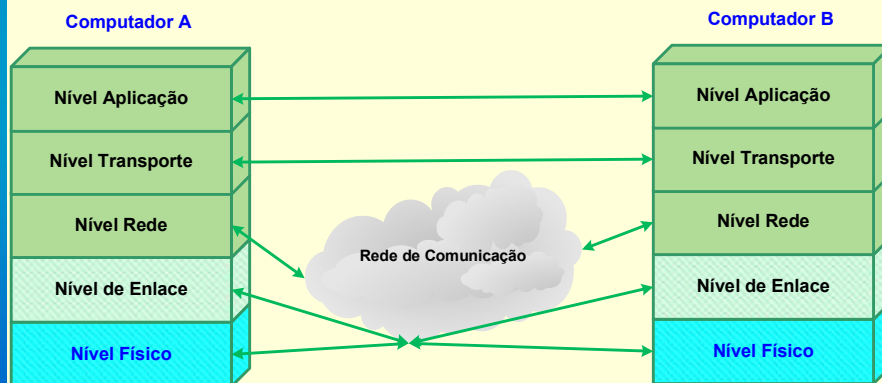 Computador A
Computador B
Nível Aplicação
Nível Aplicação
Nível Transporte
Nível Transporte
Nível Rede
Rede de Comunicação
Nível Rede
Nível de Enlace
Nível de Enlace
Nível Físico
Nível Físico